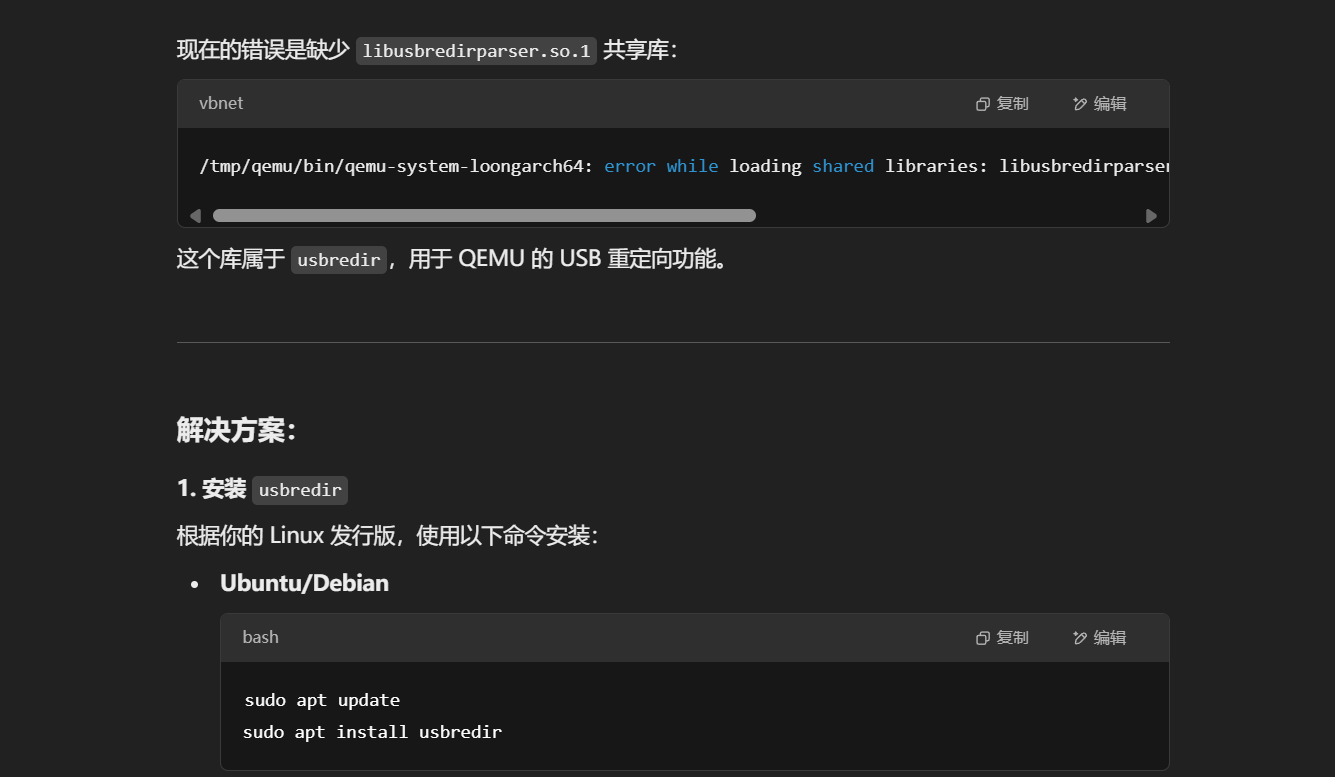 现在的错误是缺少 libusbredirparser.so.1 共享库：
vbnet 复制 编辑
/tmp/qemu/bin/qemu-system-loongarch64: error while loading shared libraries: libusbredirparser
这个库属于 usbredir，用于 QEMU 的 USB 重定向功能。
解决方案：
1. 安装 usbredir
根据你的 Linux 发行版，使用以下命令安装：
• Ubuntu/Debian
bash 复制 编辑
sudo apt update
sudo apt install usbredir